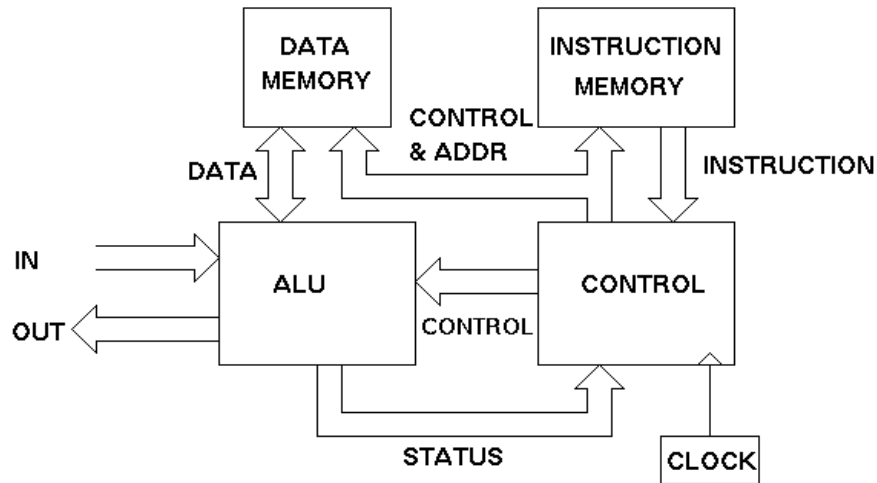 DATA
MEMORY
INSTRUCTION
MEMORY
CONTROL
& ADDR
DATA
INSTRUCTION
IN
ALU
CONTROL
OUT
CONTROL
STATUS
CLOCK